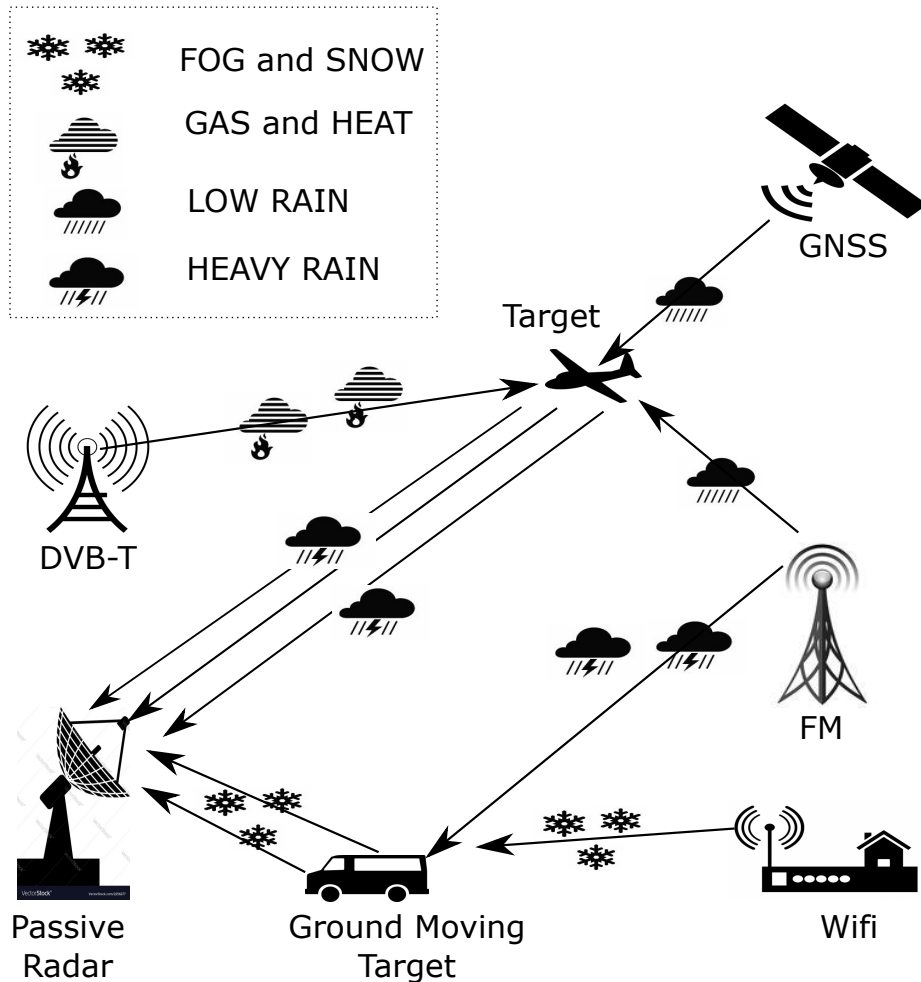 FOG and SNOW
GAS and HEAT
LOW RAIN
HEAVY RAIN
GNSS
Target
DVB-T
FM
VectorStock
Passive
Radar
Ground Moving
Target
Wifi